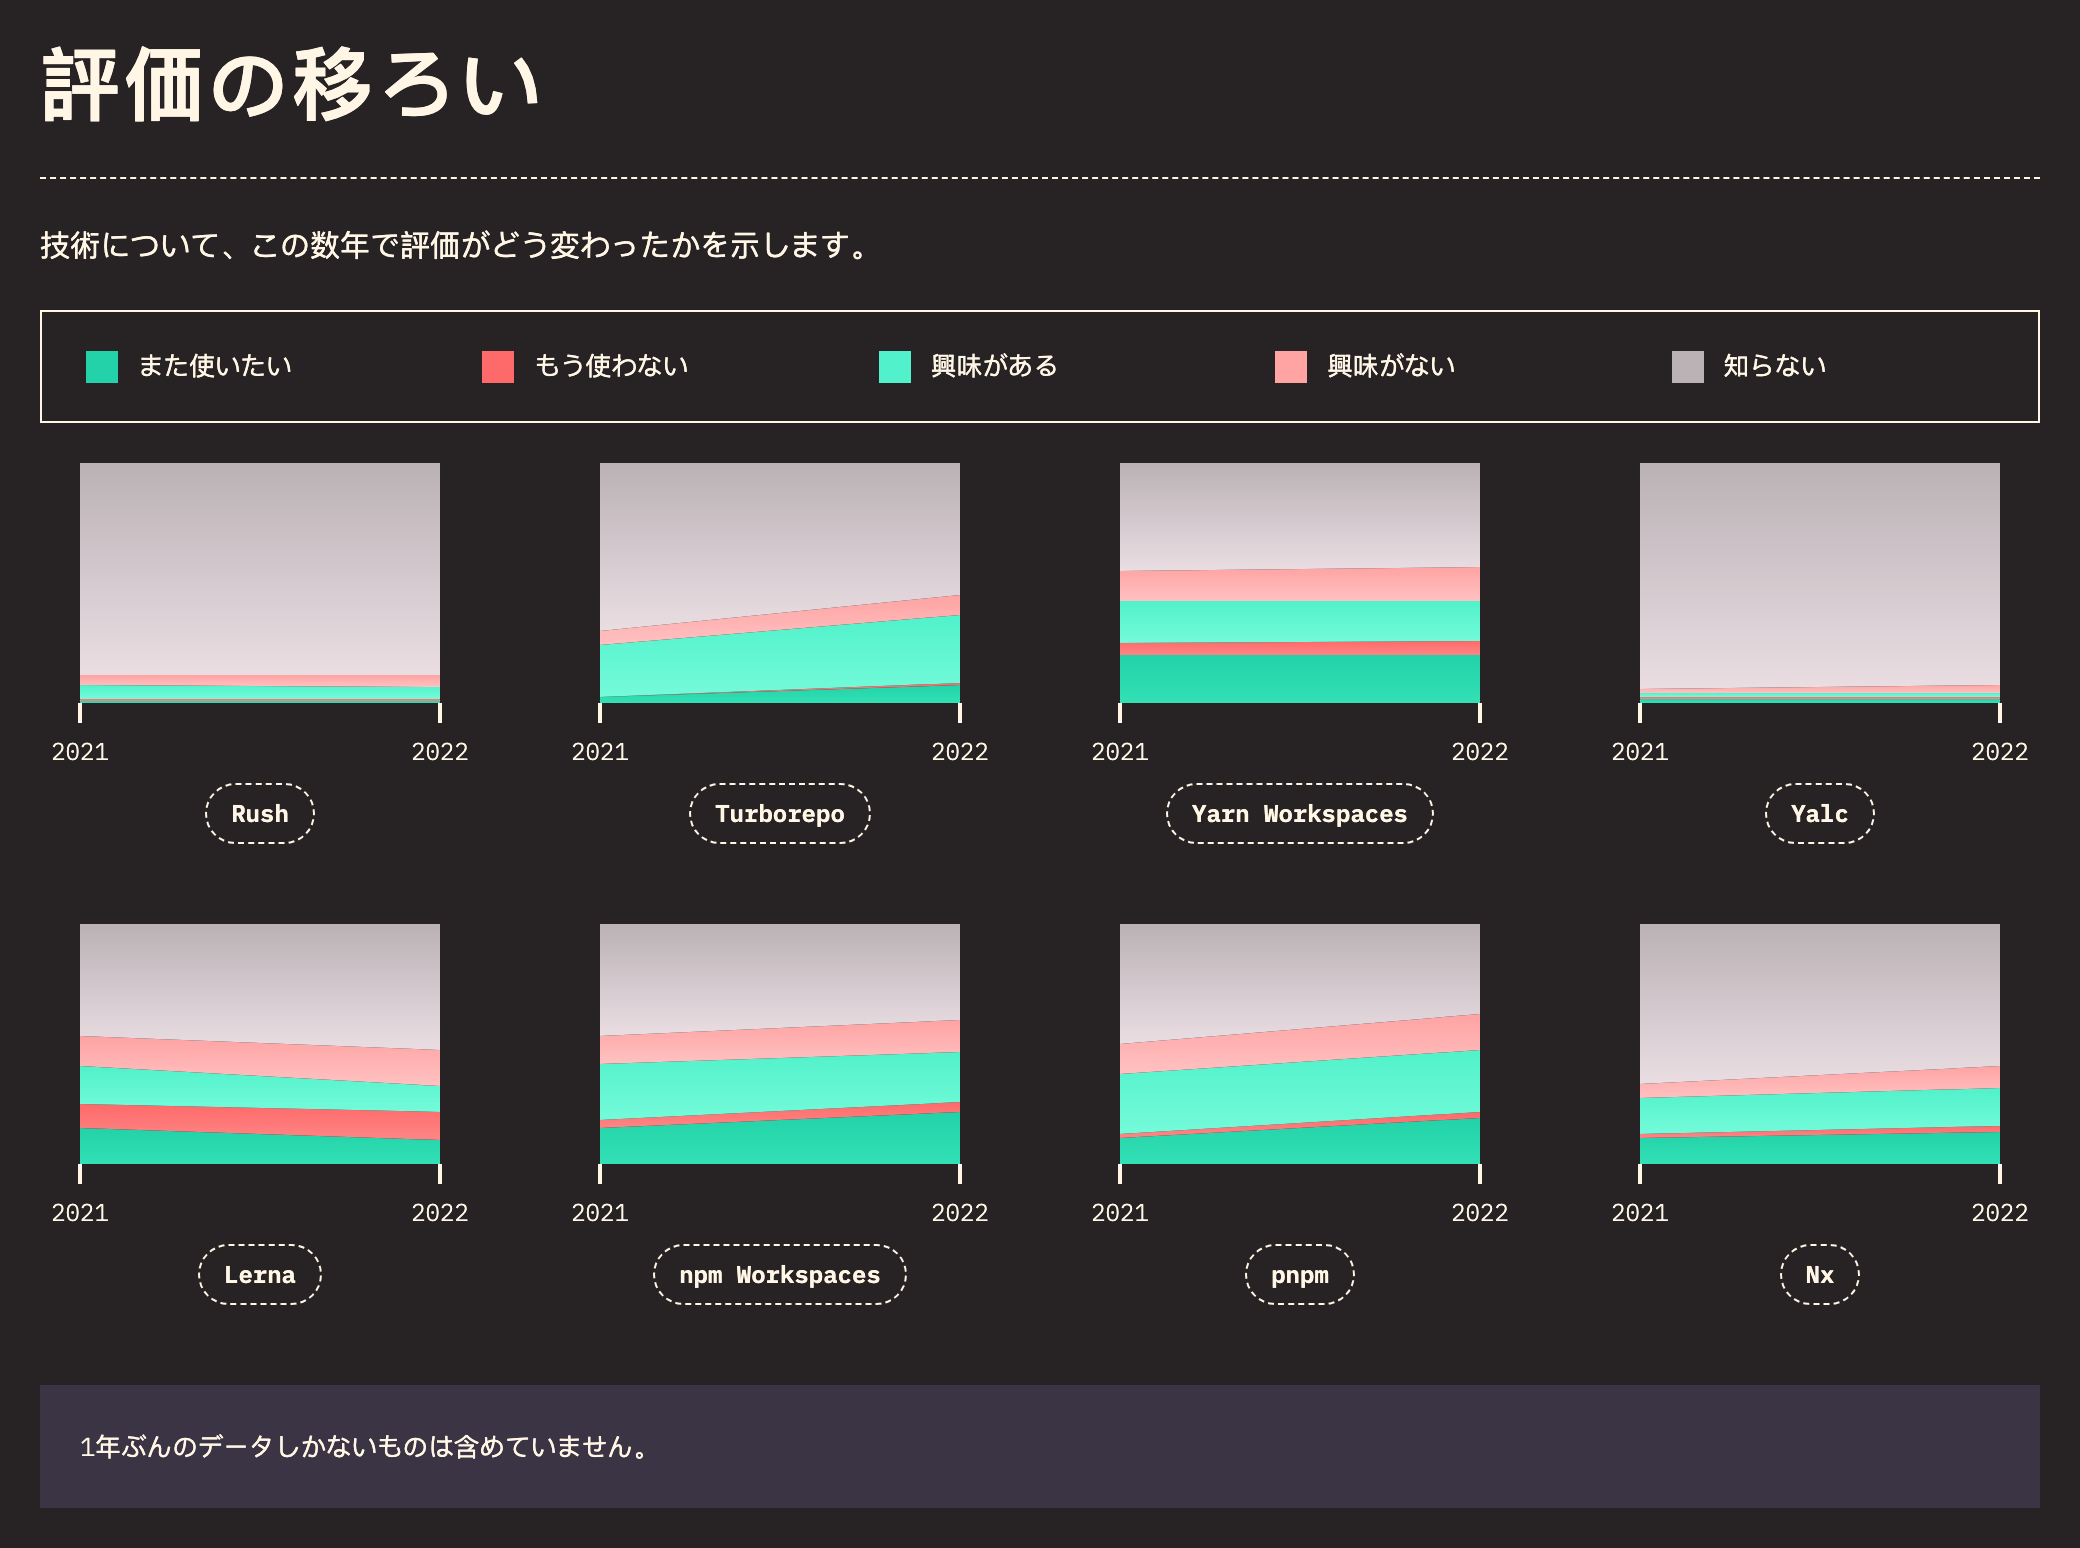 評価の移ろい
技術について、この数年で評価がどう変わったかを示します。
また使いたい もう使わない 興味がある 興味がない 知らない
2021 2022 2021 2022 2021 2022 2021 2022
Rush Turborepo Yarn Workspaces Yalc
2021 2022 2021 2022 2021 2022 2021 2022
Lerna npm Workspaces pnpm Nx
1年ぶんのデータしかないものは含めていません。